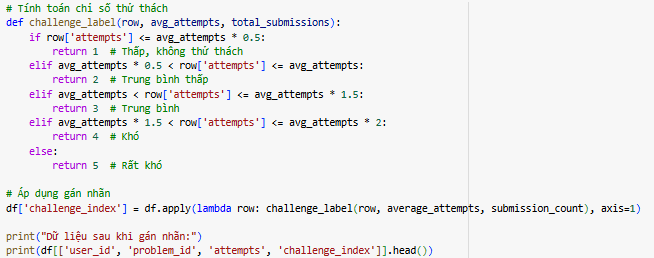 # Tính toán chỉ số thử thách
def challenge_label(row, avg_attempts, total_submissions):
    if row['attempts'] <= avg_attempts * 0.5:
        return 1  # Thấp, không thử thách
    elif avg_attempts * 0.5 < row['attempts'] <= avg_attempts:
        return 2  # Trung bình thấp
    elif avg_attempts < row['attempts'] <= avg_attempts * 1.5:
        return 3  # Trung bình
    elif avg_attempts * 1.5 < row['attempts'] <= avg_attempts * 2:
        return 4  # Khó
    else:
        return 5  # Rất khó
# Áp dụng gán nhãn
df['challenge_index'] = df.apply(lambda row: challenge_label(row, average_attempts, submission_count), axis=1)
print("Dữ liệu sau khi gán nhãn:")
print(df[['user_id', 'problem_id', 'attempts', 'challenge_index']].head())